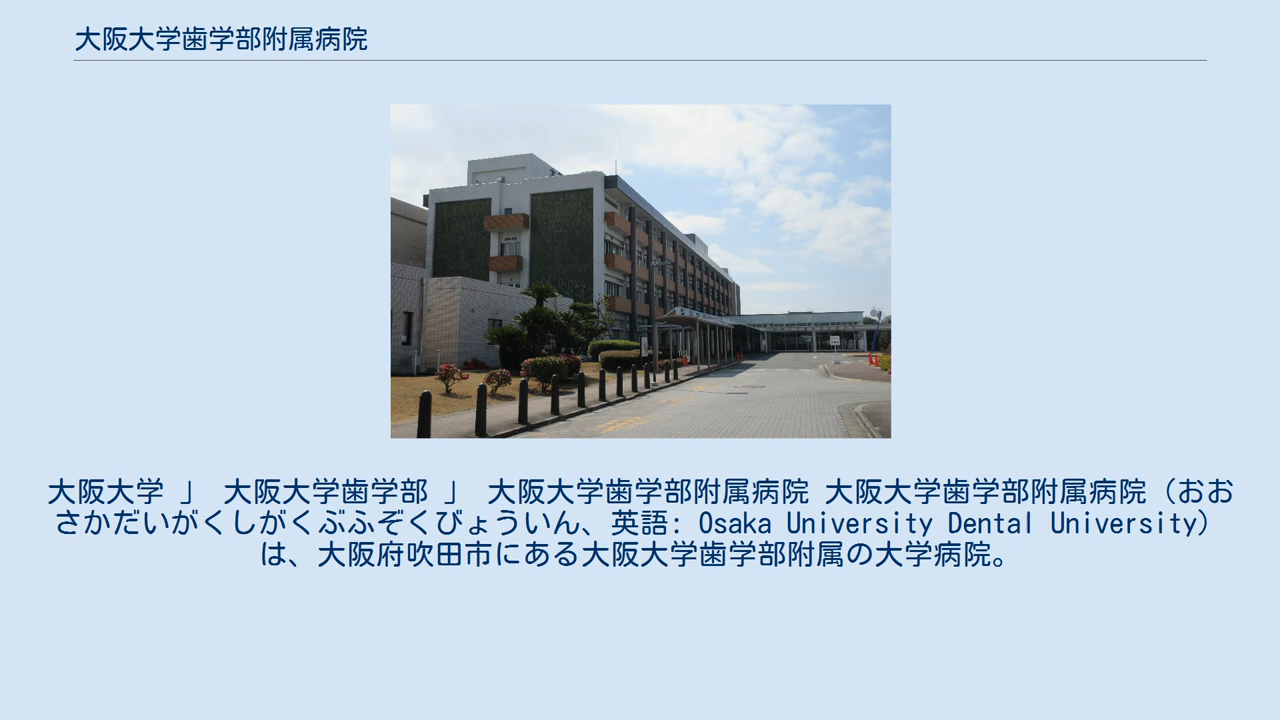 大阪大学歯学部附属病院
大阪大学 」 大阪大学歯学部 」 大阪大学歯学部附属病院 大阪大学歯学部附属病院（おお
さかだいがくしがくぶふぞくびょういん、英語: Osaka University Dental University）
は、大阪府吹田市にある大阪大学歯学部附属の大学病院。